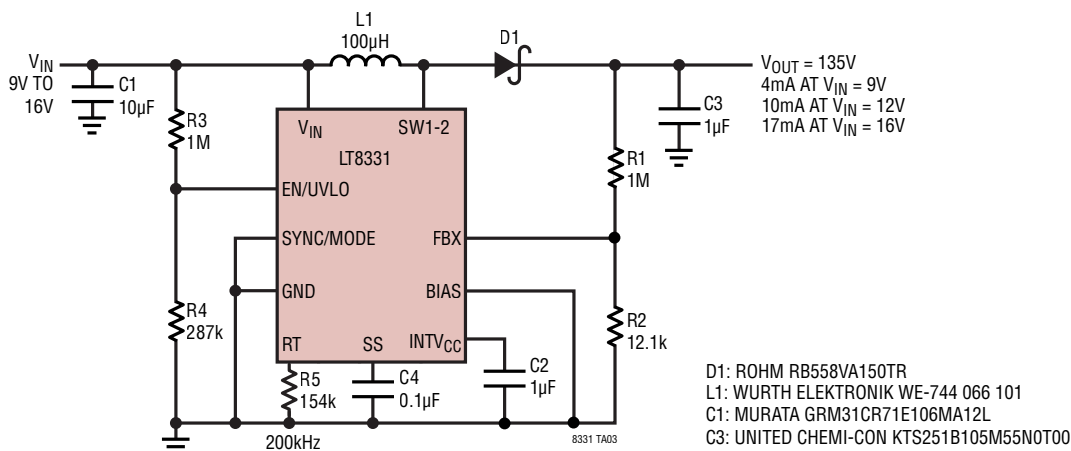 L1
100µH
D1
VIN
9V TO
16V
C1
10µF
R3
1M
VIN
SW1-2
LT8331
EN/UVLO
SYNC/MODE
FBX
GND
BIAS
RT
SS
INTVCC
R4
287k
R5
154k
C4
0.1µF
C2
1µF
R1
1M
R2
12.1k
C3
1µF
VOUT = 135V
4mA AT VIN = 9V
10mA AT VIN = 12V
17mA AT VIN = 16V
200kHz
8331 TA03
D1: ROHM RB558VA150TR
L1: WURTH ELEKTRONIK WE-744 066 101
C1: MURATA GRM31CR71E106MA12L
C3: UNITED CHEMI-CON KTS251B105M55N0T00